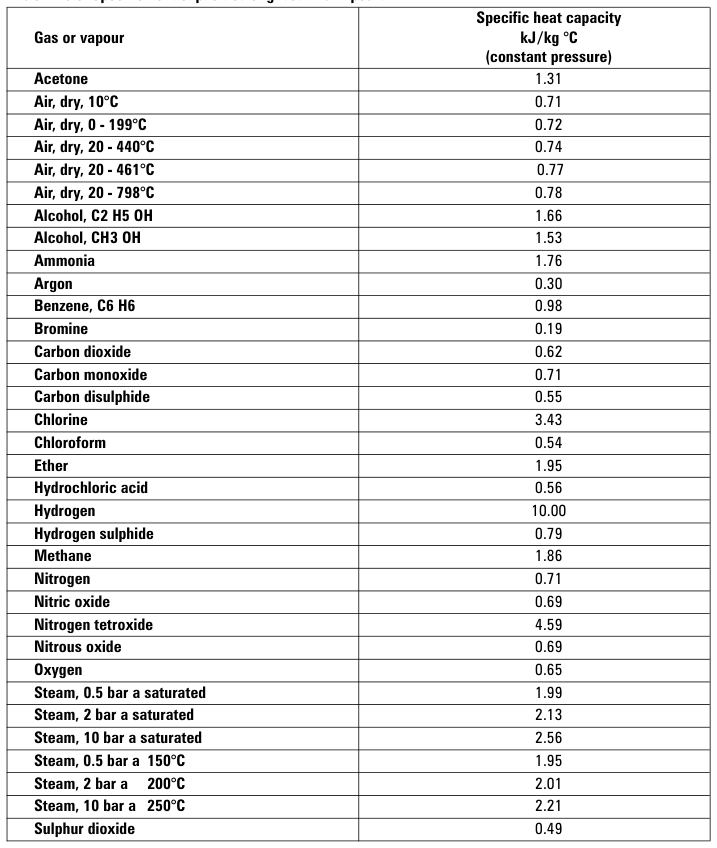 Gas or vapour
Specific heat capacity
kJ/kg °C
(constant pressure)
Acetone 1.31
Air, dry, 10°C 0.71
Air, dry, 0 - 199°C 0.72
Air, dry, 20 - 440°C 0.74
Air, dry, 20 - 461°C 0.77
Air, dry, 20 - 798°C 0.78
Alcohol, C2 H5 OH 1.66
Alcohol, CH3 OH 1.53
Ammonia 1.76
Argon 0.30
Benzene, C6 H6 0.98
Bromine 0.19
Carbon dioxide 0.62
Carbon monoxide 0.71
Carbon disulphide 0.55
Chlorine 3.43
Chloroform 0.54
Ether 1.95
Hydrochloric acid 0.56
Hydrogen 10.00
Hydrogen sulphide 0.79
Methane 1.86
Nitrogen 0.71
Nitric oxide 0.69
Nitrogen tetroxide 4.59
Nitrous oxide 0.69
Oxygen 0.65
Steam, 0.5 bar a saturated 1.99
Steam, 2 bar a saturated 2.13
Steam, 10 bar a saturated 2.56
Steam, 0.5 bar a 150°C 1.95
Steam, 2 bar a 200°C 2.01
Steam, 10 bar a 250°C 2.21
Sulphur dioxide 0.49